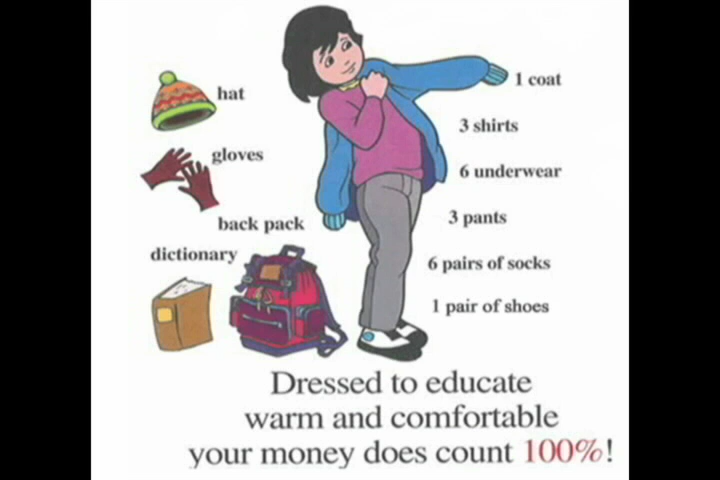 hat
gloves
back pack
dictionary
1 coat
3 shirts
6 underwear
3 pants
6 pairs of socks
1 pair of shoes
Dressed to educate
warm and comfortable
your money does count 100%!